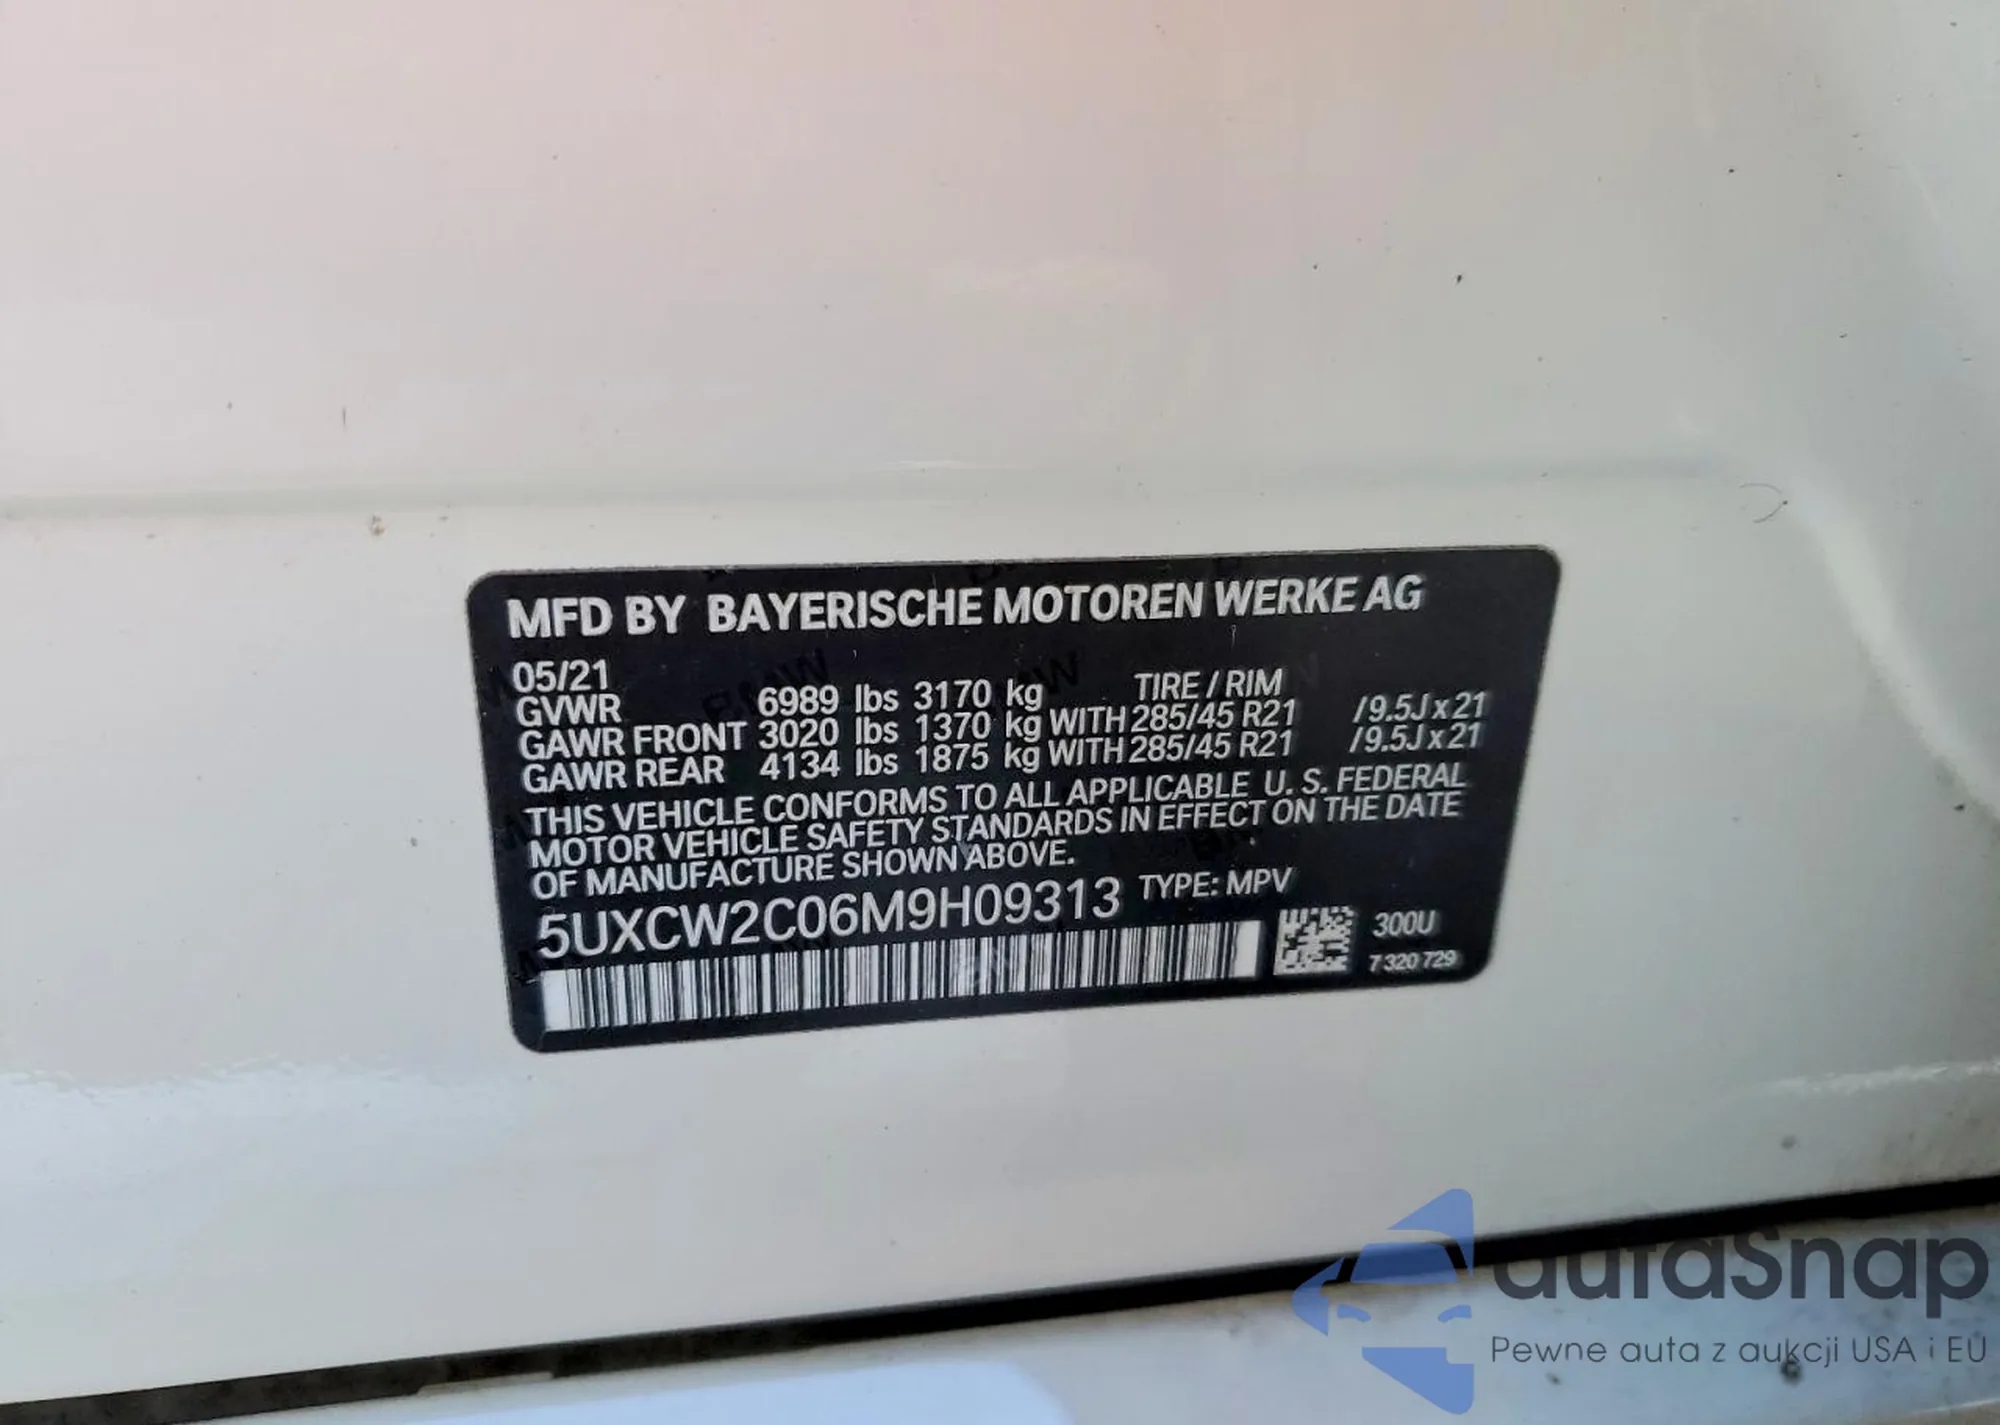 MFD BY BAYERISCHE MOTOREN WERKE AG
05/21
GVWR 6989 lbs 3170 kg TIRE / RIM
GAWR FRONT 3020 lbs 1370 kg WITH 285/45 R21 / 9.5J x 21
GAWR REAR 4134 lbs 1875 kg WITH 285/45 R21 / 9.5J x 21
THIS VEHICLE CONFORMS TO ALL APPLICABLE U. S. FEDERAL
MOTOR VEHICLE SAFETY STANDARDS IN EFFECT ON THE DATE
OF MANUFACTURE SHOWN ABOVE.
5UXCW2C06M9H09313 TYPE: MPV
300U
7 320 729
autaSnap
Pewne auta z aukcji USA i EU